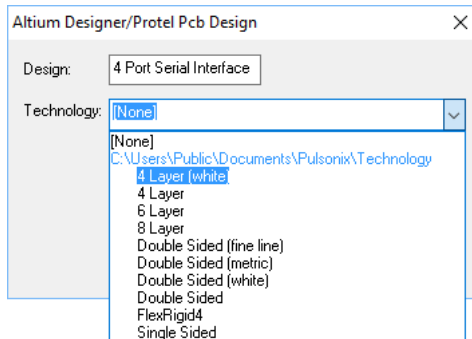 Altium Designer/Protel Pcb Design
Design: 4 Port Serial Interface
Technology: [None]
[None]
C:\Users\Public\Documents\Pulsonix\Technology
4 Layer (white)
4 Layer
6 Layer
8 Layer
Double Sided (fine line)
Double Sided (metric)
Double Sided (white)
Double Sided
FlexRigid4
Single Sided